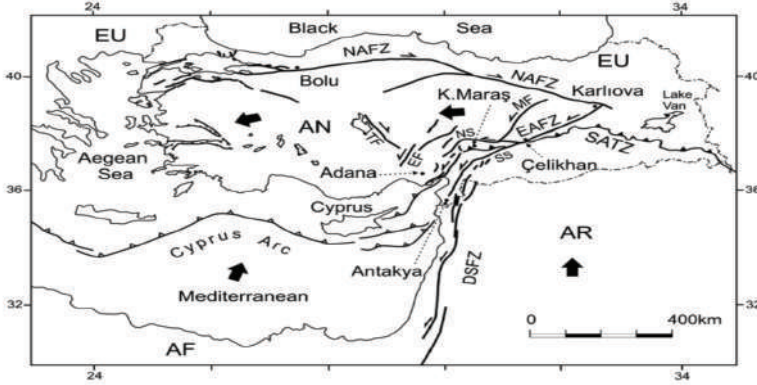 24
34
EU
Black
Sea
EU
NAFZ
40
40
Bolu
NAFZ
Karlıova
K.Maraş
MF
Lake
Van
AN
EAFZ
TF
NS
SATZ
EF
SS
Aegean
Sea
Adana
Çelikhan
36
36
Cyprus
Cyprus Arc
AR
Antakya
DSFZ
Mediterranean
32
32
0
400km
AF
24
34